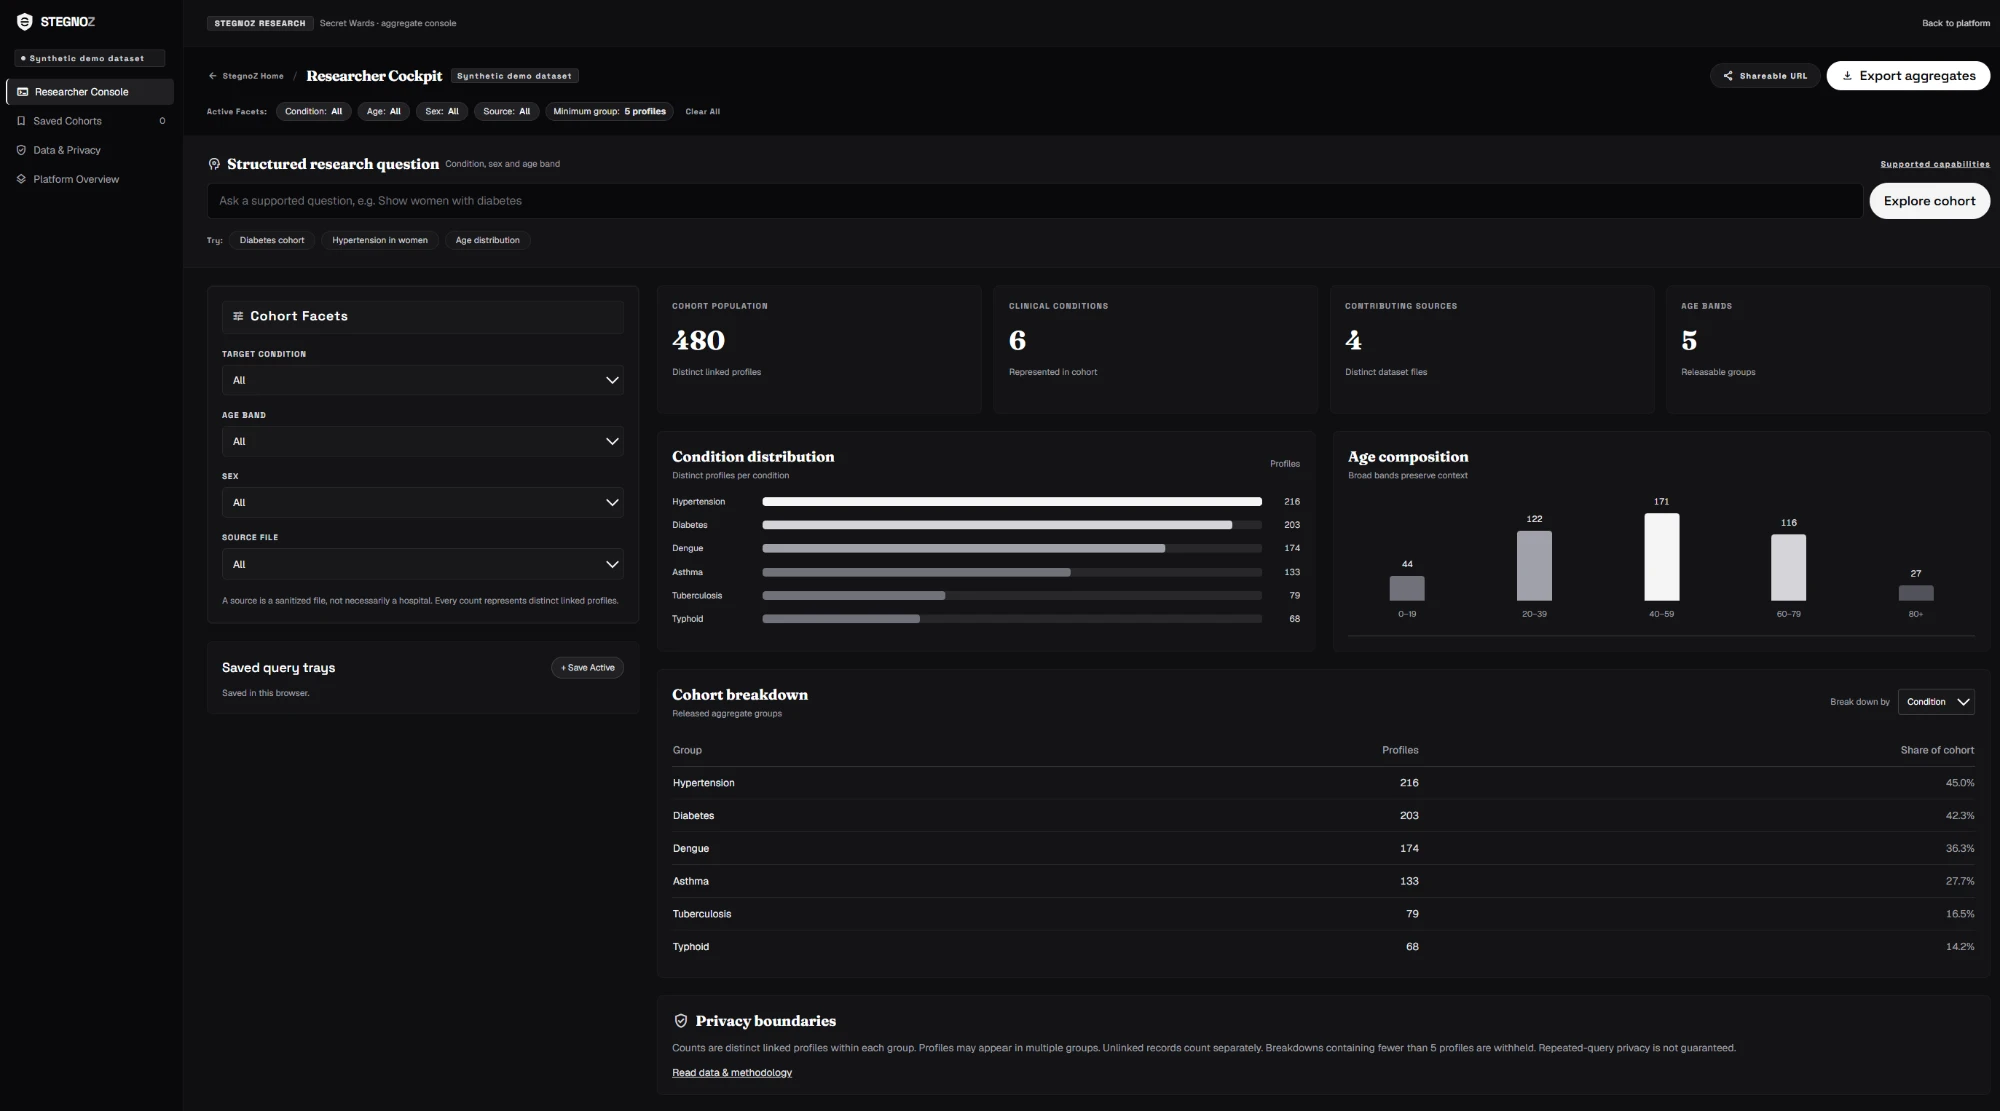 STEGNOZ
Synthetic demo dataset
Researcher Console
Saved Cohorts 0
Data & Privacy
Platform Overview
STEGNOZ RESEARCH Secret Wards · aggregate console Back to platform
← StegnoZ Home / Researcher Cockpit Synthetic demo dataset Shareable URL Export aggregates
Active Facets: Condition: All Age: All Sex: All Source: All Minimum group: 5 profiles Clear All
Structured research question Condition, sex and age band Supported capabilities
Ask a supported question, e.g. Show women with diabetes Explore cohort
Try: Diabetes cohort Hypertension in women Age distribution
Cohort Facets
TARGET CONDITION
All
AGE BAND
All
SEX
All
SOURCE FILE
All
A source is a sanitized file, not necessarily a hospital. Every count represents distinct linked profiles.
Saved query trays + Save Active
Saved in this browser.
COHORT POPULATION
480
Distinct linked profiles
CLINICAL CONDITIONS
6
Represented in cohort
CONTRIBUTING SOURCES
4
Distinct dataset files
AGE BANDS
5
Releasable groups
Condition distribution
Distinct profiles per condition
Profiles
Hypertension 216
Diabetes 203
Dengue 174
Asthma 133
Tuberculosis 79
Typhoid 68
Age composition
Broad bands preserve context
44 122 171 116 27
0–19 20–39 40–59 60–79 80+
Cohort breakdown
Released aggregate groups
Break down by Condition
Group Profiles Share of cohort
Hypertension 216 45.0%
Diabetes 203 42.3%
Dengue 174 36.3%
Asthma 133 27.7%
Tuberculosis 79 16.5%
Typhoid 68 14.2%
Privacy boundaries
Counts are distinct linked profiles within each group. Profiles may appear in multiple groups. Unlinked records count separately. Breakdowns containing fewer than 5 profiles are withheld. Repeated-query privacy is not guaranteed.
Read data & methodology